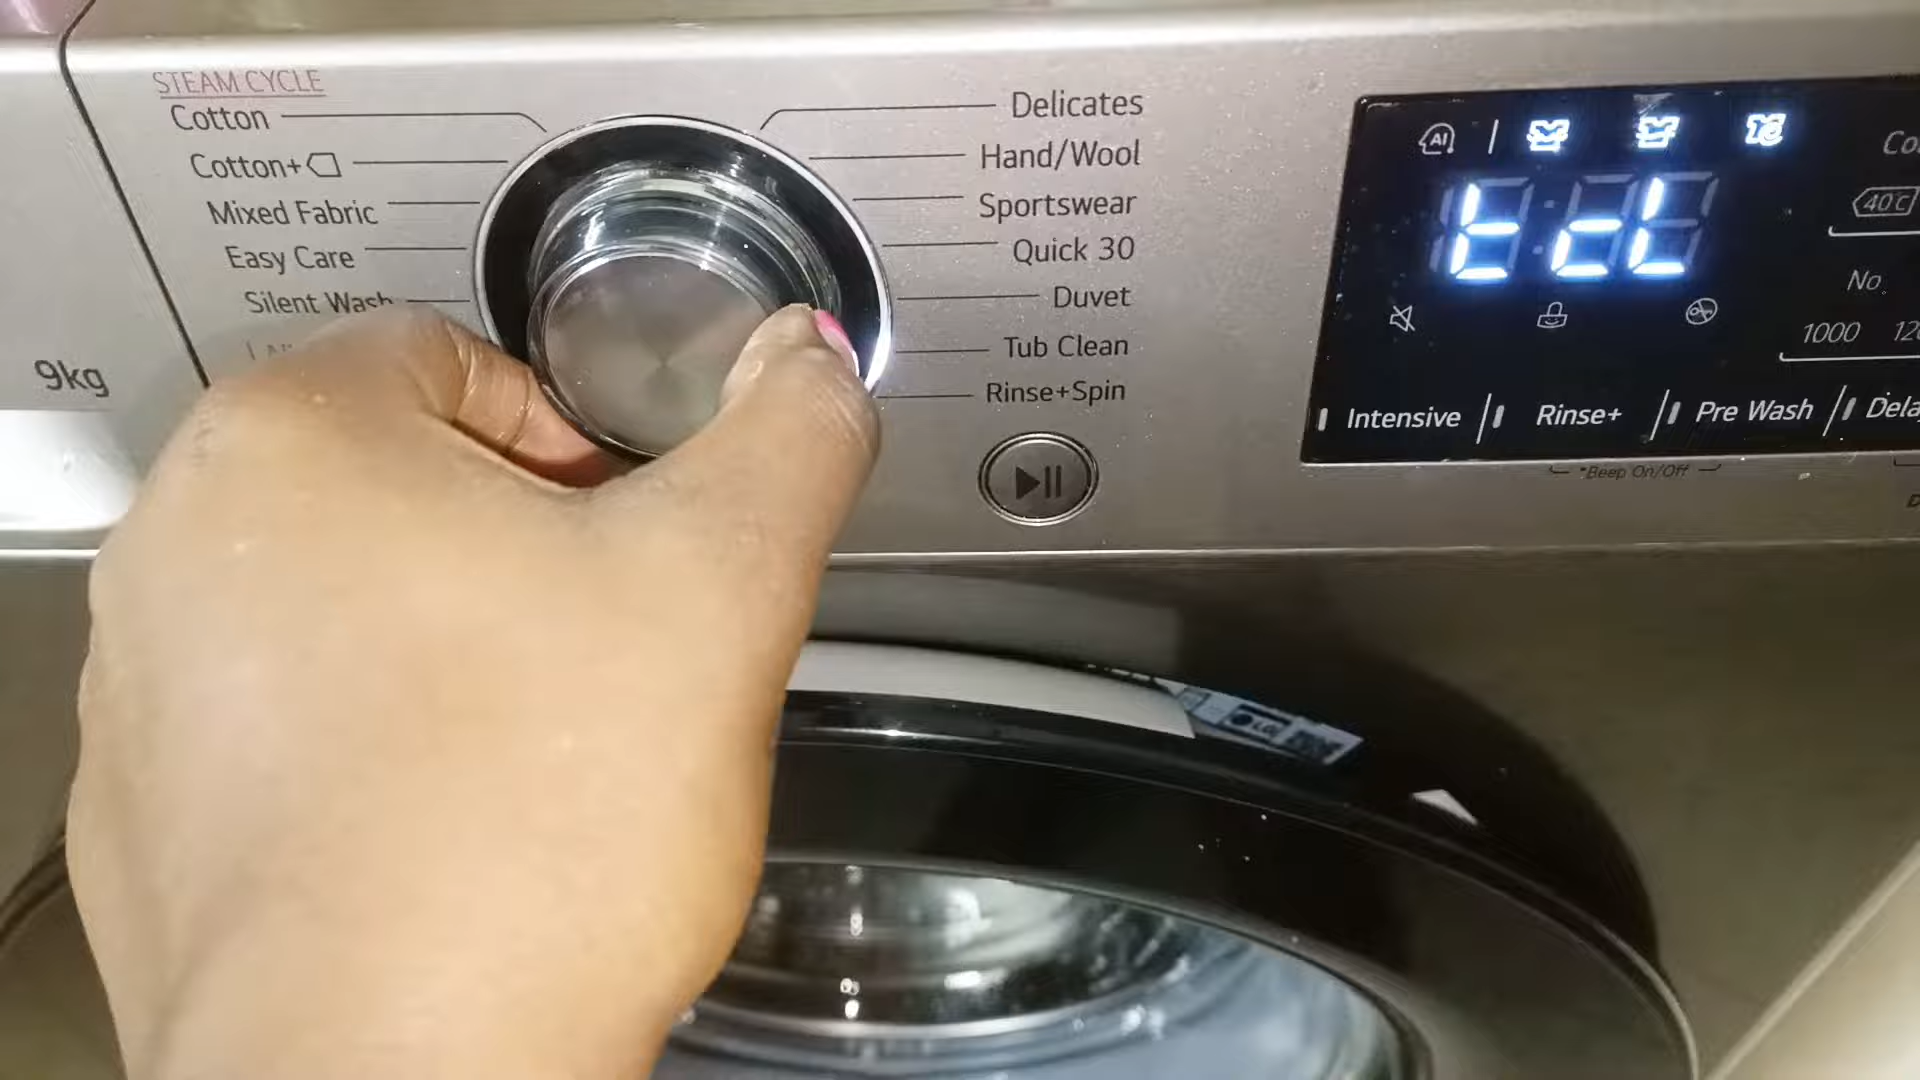 STEAM CYCLE
Cotton
Cotton+
Mixed Fabric
Easy Care
Silent Wash
9kg
Delicates
Hand/Wool
Sportswear
Quick 30
Duvet
Tub Clean
Rinse+Spin
AI
tcL
40℃
No
1000
Intensive
Rinse+
Pre Wash
*Beep On/Off
LG